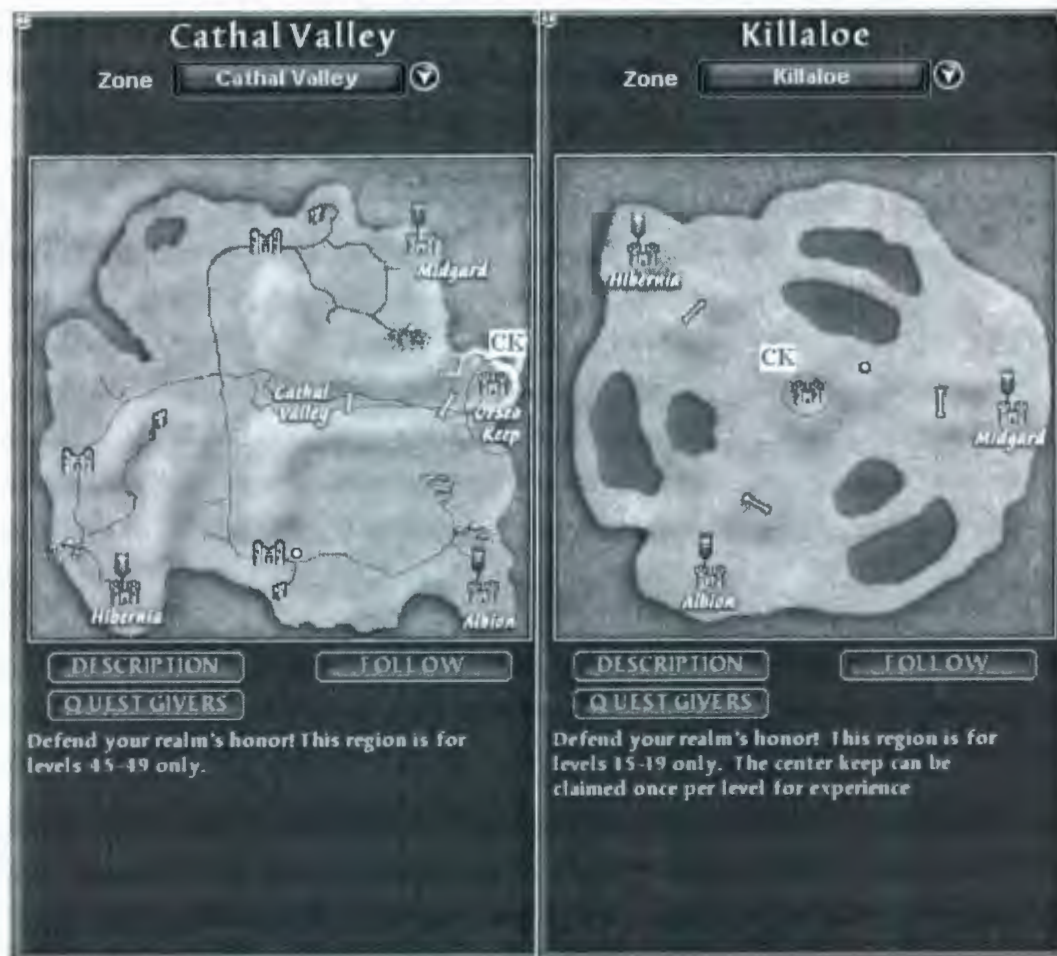 Cathal Valley
Zone Cathal Valley
Midgard
CK
Cathal
Valley
Orseo
Keep
Hibernia
Albion
DESCRIPTION
FOLLOW
QUEST GIVERS
Defend your realm's honor! This region is for
levels 45-49 only.
Killaloe
Zone Killaloe
Hibernia
CK
Midgard
Albion
DESCRIPTION
FOLLOW
QUEST GIVERS
Defend your realm's honor! This region is for
levels 15-19 only. The center keep can be
claimed once per level for experience